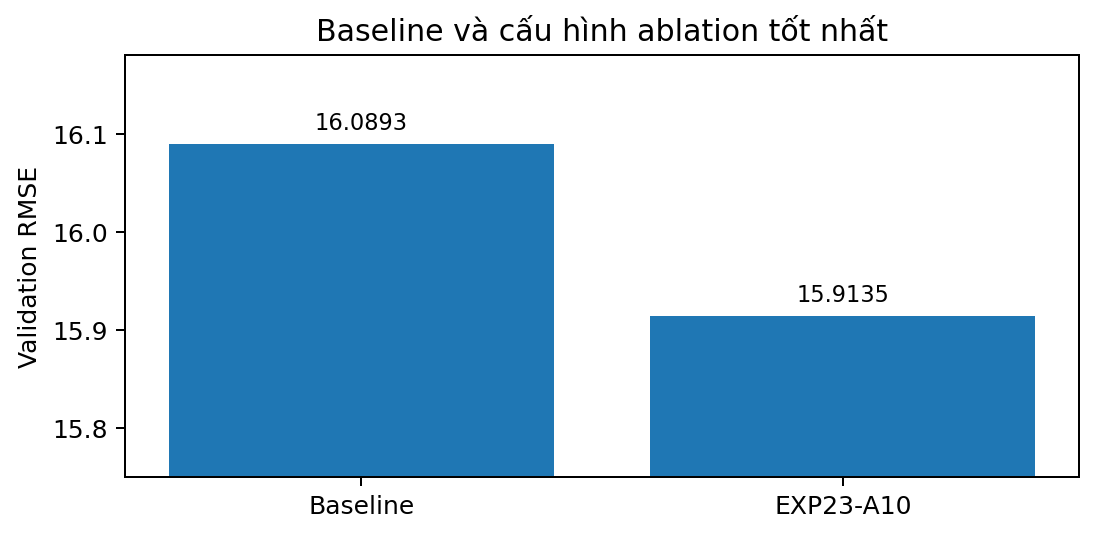 Baseline và cấu hình ablation tốt nhất
Validation RMSE
16.1
16.0
15.9
15.8
16.0893
15.9135
Baseline
EXP23-A10